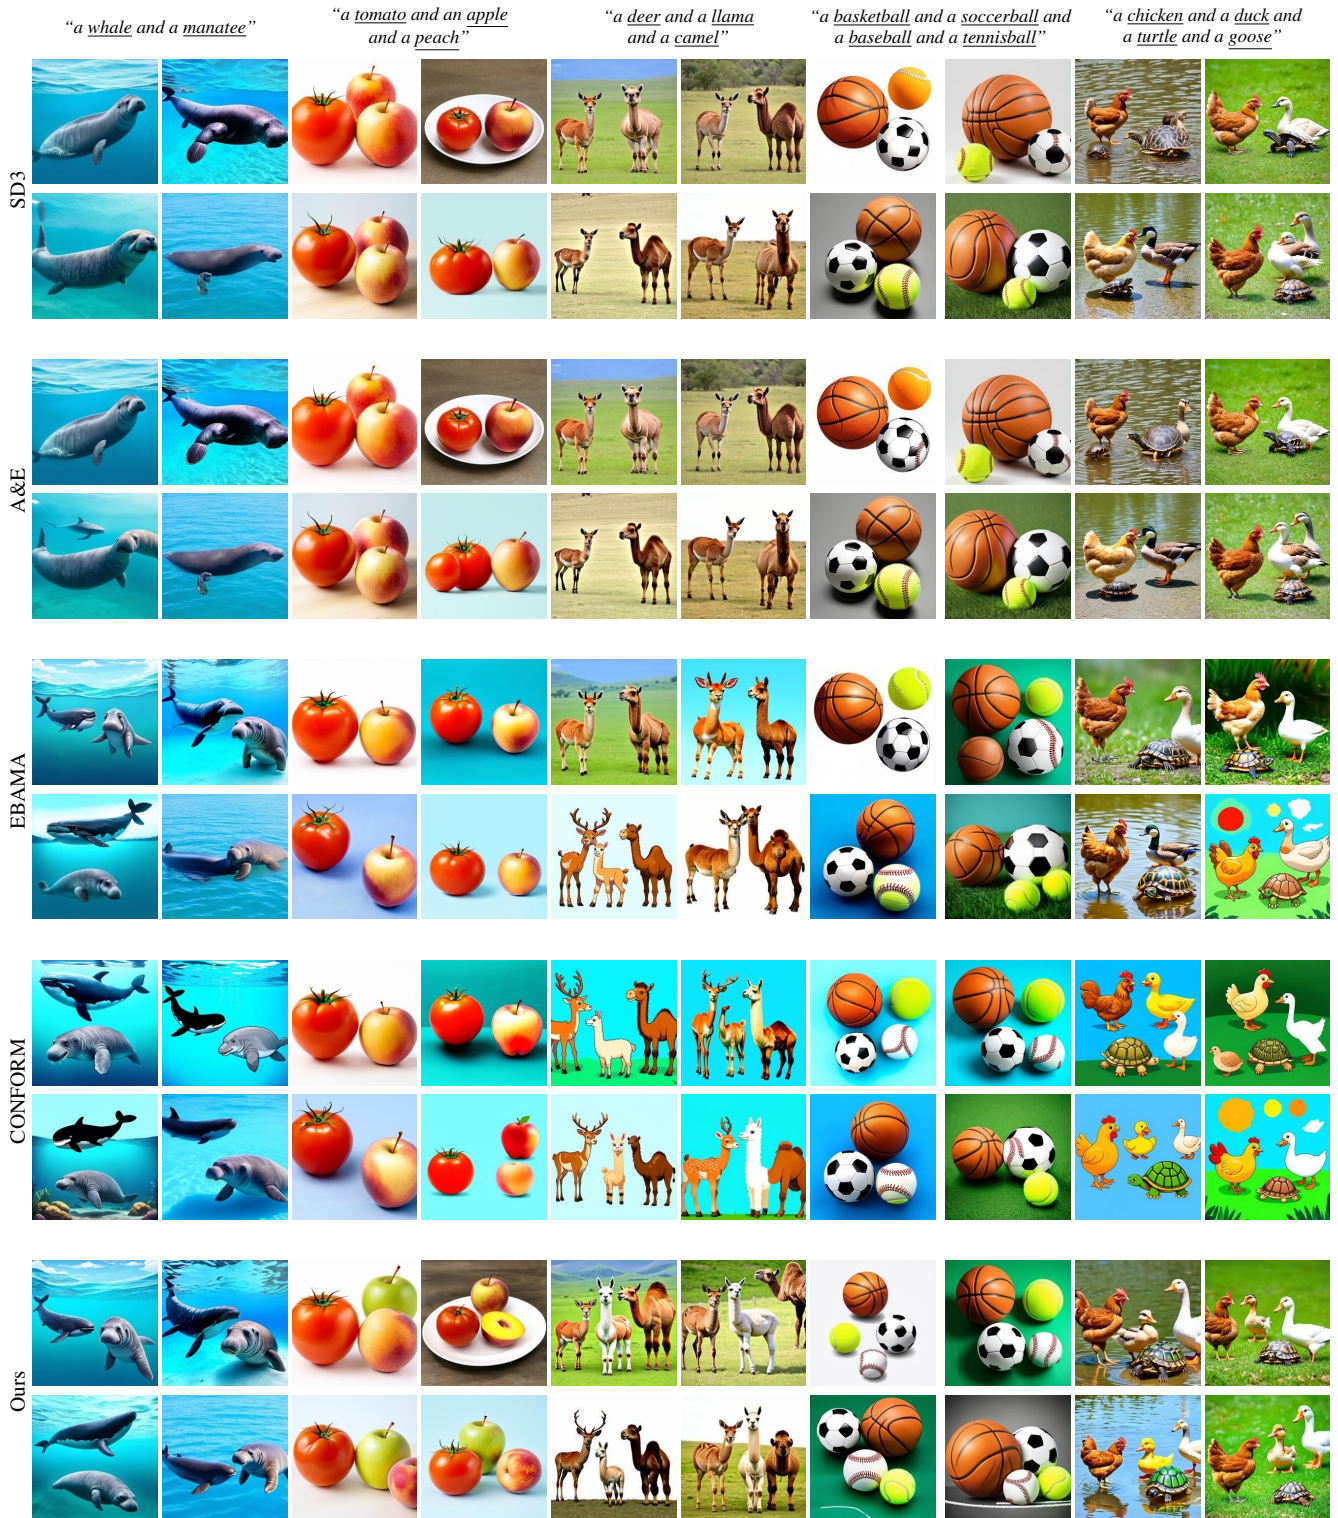 “a whale and a manatee”
“a tomato and an apple
and a peach”
“a deer and a llama
and a camel”
“a basketball and a soccerball and
a baseball and a tennisball”
“a chicken and a duck and
a turtle and a goose”
SD3
A&E
EBAMA
CONFORM
Ours